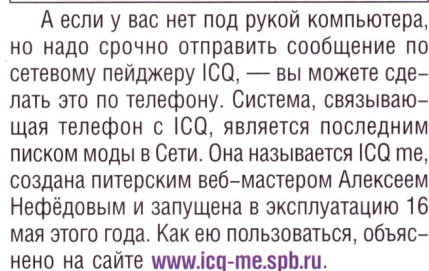 А если у вас нет под рукой компьютера,
но надо срочно отправить сообщение по
сетевому пейджеру ICQ, — вы можете сде-
лать это по телефону. Система, связываю-
щая телефон с ICQ, является последним
писком моды в Сети. Она называется ICQ me,
создана питерским веб-мастером Алексеем
Нефёдовым и запущена в эксплуатацию 16
мая этого года. Как ею пользоваться, объяс-
нено на сайте www.icq-me.spb.ru.